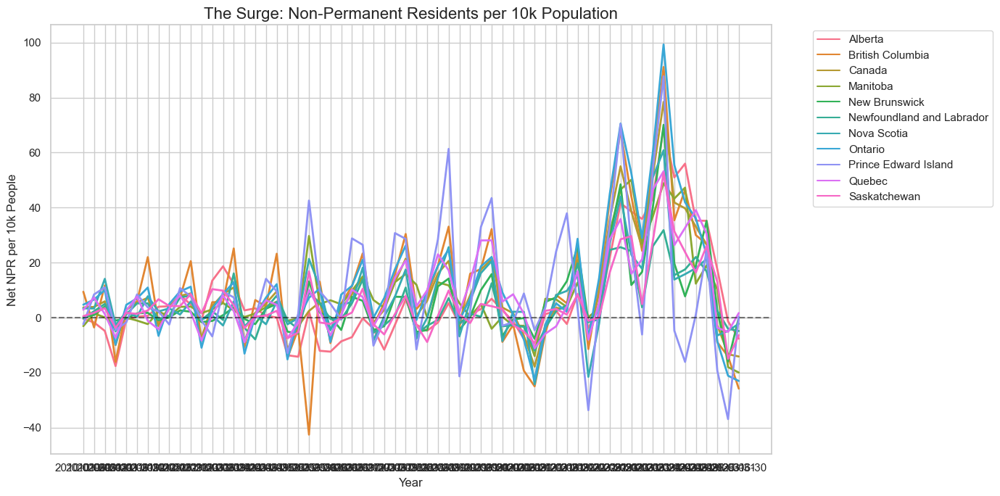 The Surge: Non-Permanent Residents per 10k Population
Net NPR per 10k People
100
80
60
40
20
0
−20
−40
Year
Alberta
British Columbia
Canada
Manitoba
New Brunswick
Newfoundland and Labrador
Nova Scotia
Ontario
Prince Edward Island
Quebec
Saskatchewan